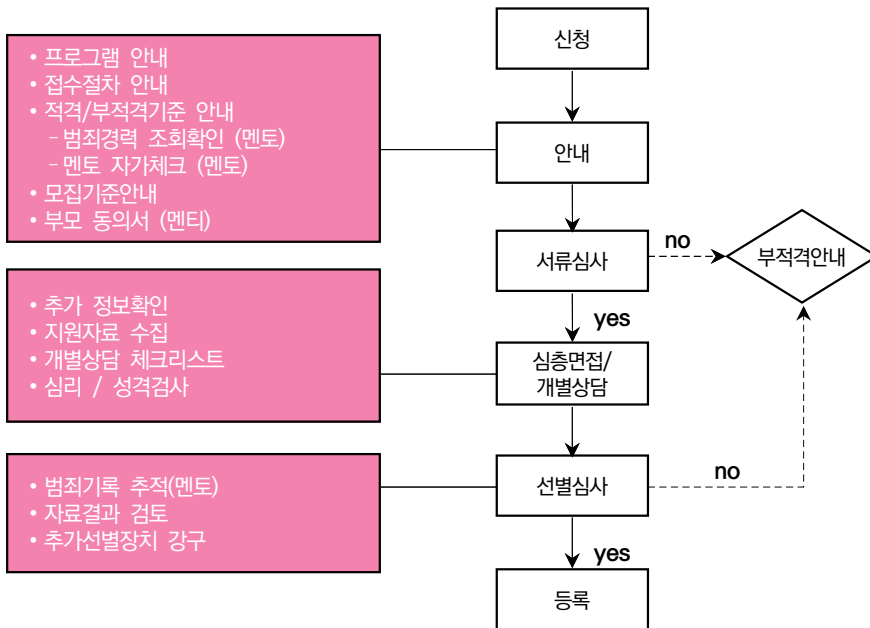 신청
• 프로그램 안내
• 접수절차 안내
• 적격/부적격기준 안내
- 범죄경력 조회확인 (멘토)
- 멘토 자가체크 (멘토)
• 모집기준안내
• 부모 동의서 (멘티)
안내
서류심사
no
부적격안내
yes
• 추가 정보확인
• 지원자료 수집
• 개별상담 체크리스트
• 심리 / 성격검사
심층면접/
개별상담
• 범죄기록 추적(멘토)
• 자료결과 검토
• 추가선별장치 강구
선별심사
no
yes
등록